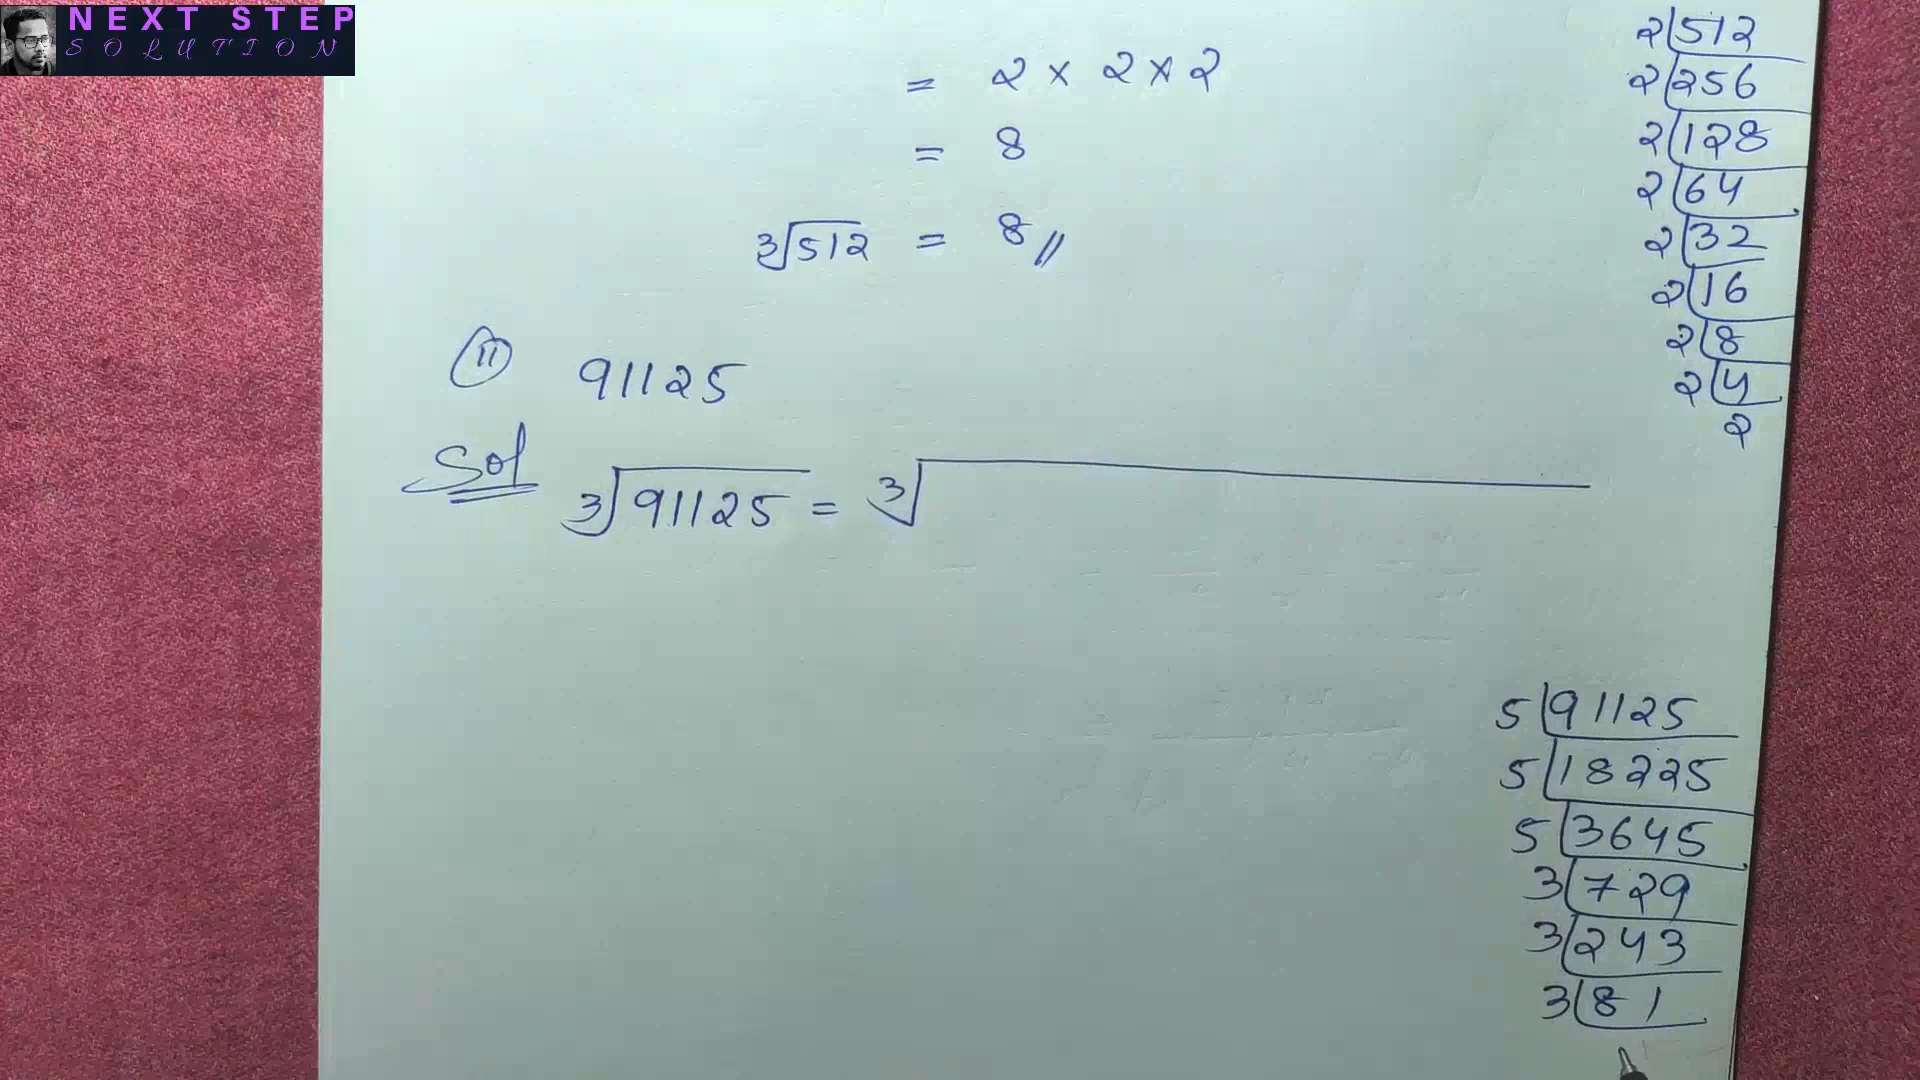 NEXT STEP
SOLUTION
= 2 × 2 × 2
= 8
∛512 = 8 //
(ii) 91125
Sol
∛91125 = ∛
2|512
2|256
2|128
2|64
2|32
2|16
2|8
2|4
2
5|91125
5|18225
5|3645
3|729
3|243
3|81